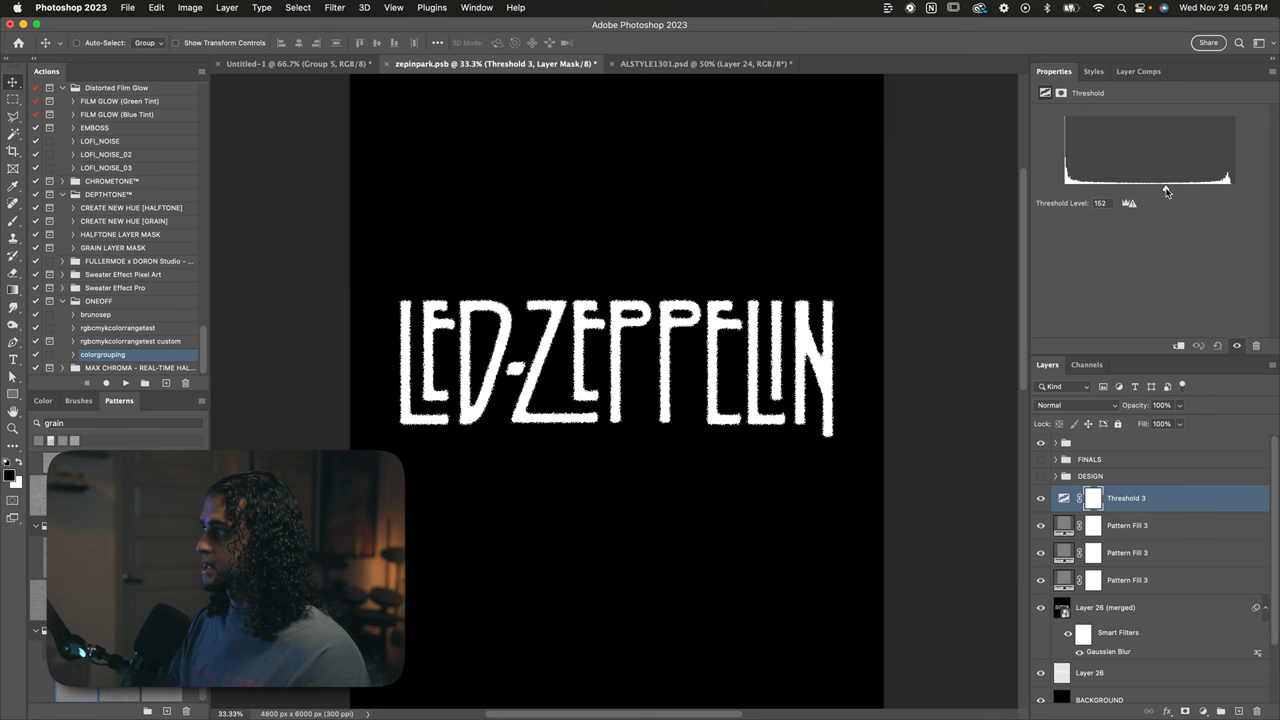 Photoshop 2023 File Edit Image Layer Type Select Filter 3D View Plugins Window Help
Wed Nov 29 4:05 PM
Adobe Photoshop 2023
Auto-Select: Group Show Transform Controls 3D Mode: Share
Actions
Untitled-1 @ 66.7% (Group 5, RGB/8) *
zepinpark.psb @ 33.3% (Threshold 3, Layer Mask/8) *
ALSTYLE1301.psd @ 50% (Layer 24, RGB/8*) *
Distorted Film Glow
FILM GLOW (Green Tint)
FILM GLOW (Blue Tint)
EMBOSS
LOFI_NOISE
LOFI_NOISE_02
LOFI_NOISE_03
CHROMETONE™
DEPTHTONE™
CREATE NEW HUE [HALFTONE]
CREATE NEW HUE [GRAIN]
HALFTONE LAYER MASK
GRAIN LAYER MASK
FULLERMOE x DORON Studio - ...
Sweater Effect Pixel Art
Sweater Effect Pro
ONEOFF
brunosep
rgbcmykolorrangetest
rgbcmykolorrangetest custom
colorgrouping
MAX CHROMA - REAL-TIME HAL...
Color Brushes Patterns
grain
LED-ZEPPELIN
33.33% 4800 px x 6000 px (300 ppi)
Properties Styles Layer Comps
Threshold
Threshold Level: 152
Layers Channels
Kind
Normal Opacity: 100%
Lock: Fill: 100%
FINALS
DESIGN
Threshold 3
Pattern Fill 3
Pattern Fill 3
Pattern Fill 3
Layer 26 (merged)
Smart Filters
Gaussian Blur
Layer 26
BACKGROUND